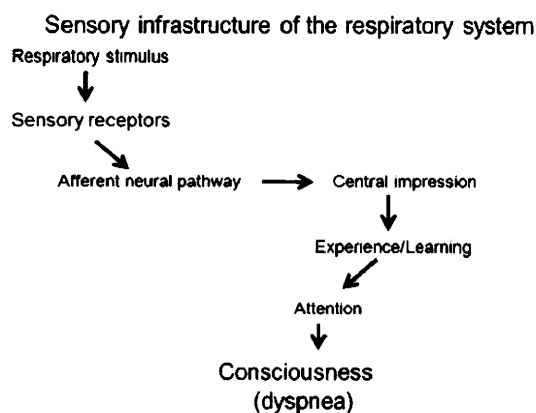 Sensory infrastructure of the respiratory system
Respiratory stimulus
Sensory receptors
Afferent neural pathway
Central impression
Experience/Learning
Attention
Consciousness
(dyspnea)